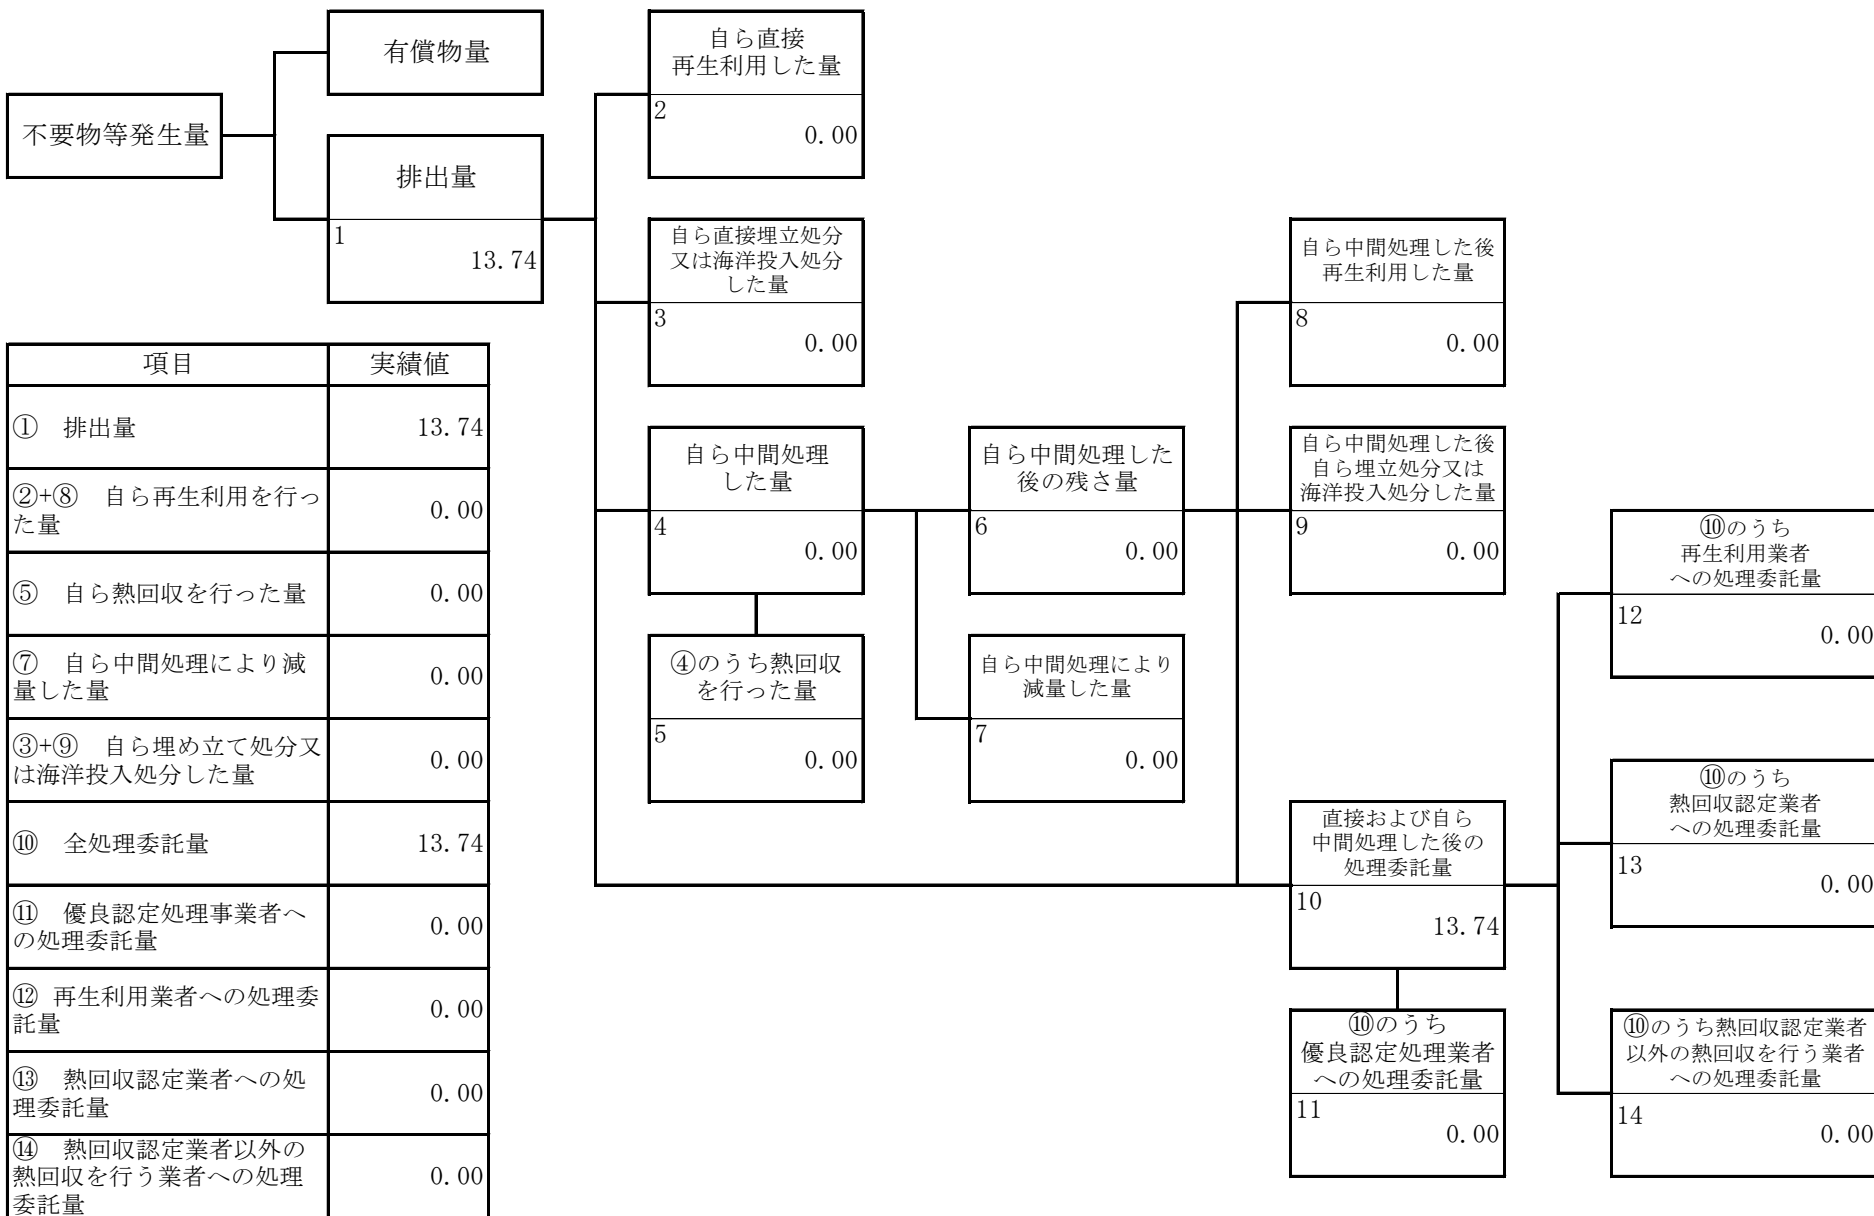 有償物量
不要物等発生量
排出量
1
13.74
自ら直接
再生利用した量
2
0.00
自ら直接埋立処分
又は海洋投入処分
した量
3
0.00
自ら中間処理
した量
4
0.00
④のうち熱回収
を行った量
5
0.00
自ら中間処理した
後の残さ量
6
0.00
自ら中間処理により
減量した量
7
0.00
自ら中間処理した後
再生利用した量
8
0.00
自ら中間処理した後
自ら埋立処分又は
海洋投入処分した量
9
0.00
直接および自ら
中間処理した後の
処理委託量
10
13.74
⑩のうち
優良認定処理業者
への処理委託量
11
0.00
⑩のうち
再生利用業者
への処理委託量
12
0.00
⑩のうち
熱回収認定業者
への処理委託量
13
0.00
⑩のうち熱回収認定業者
以外の熱回収を行う業者
への処理委託量
14
0.00
項目 実績値
① 排出量 13.74
②+⑧ 自ら再生利用を行っ
た量 0.00
⑤ 自ら熱回収を行った量 0.00
⑦ 自ら中間処理により減
量した量 0.00
③+⑨ 自ら埋め立て処分又
は海洋投入処分した量 0.00
⑩ 全処理委託量 13.74
⑪ 優良認定処理事業者へ
の処理委託量 0.00
⑫ 再生利用業者への処理委
託量 0.00
⑬ 熱回収認定業者への処
理委託量 0.00
⑭ 熱回収認定業者以外の
熱回収を行う業者への処理
委託量 0.00